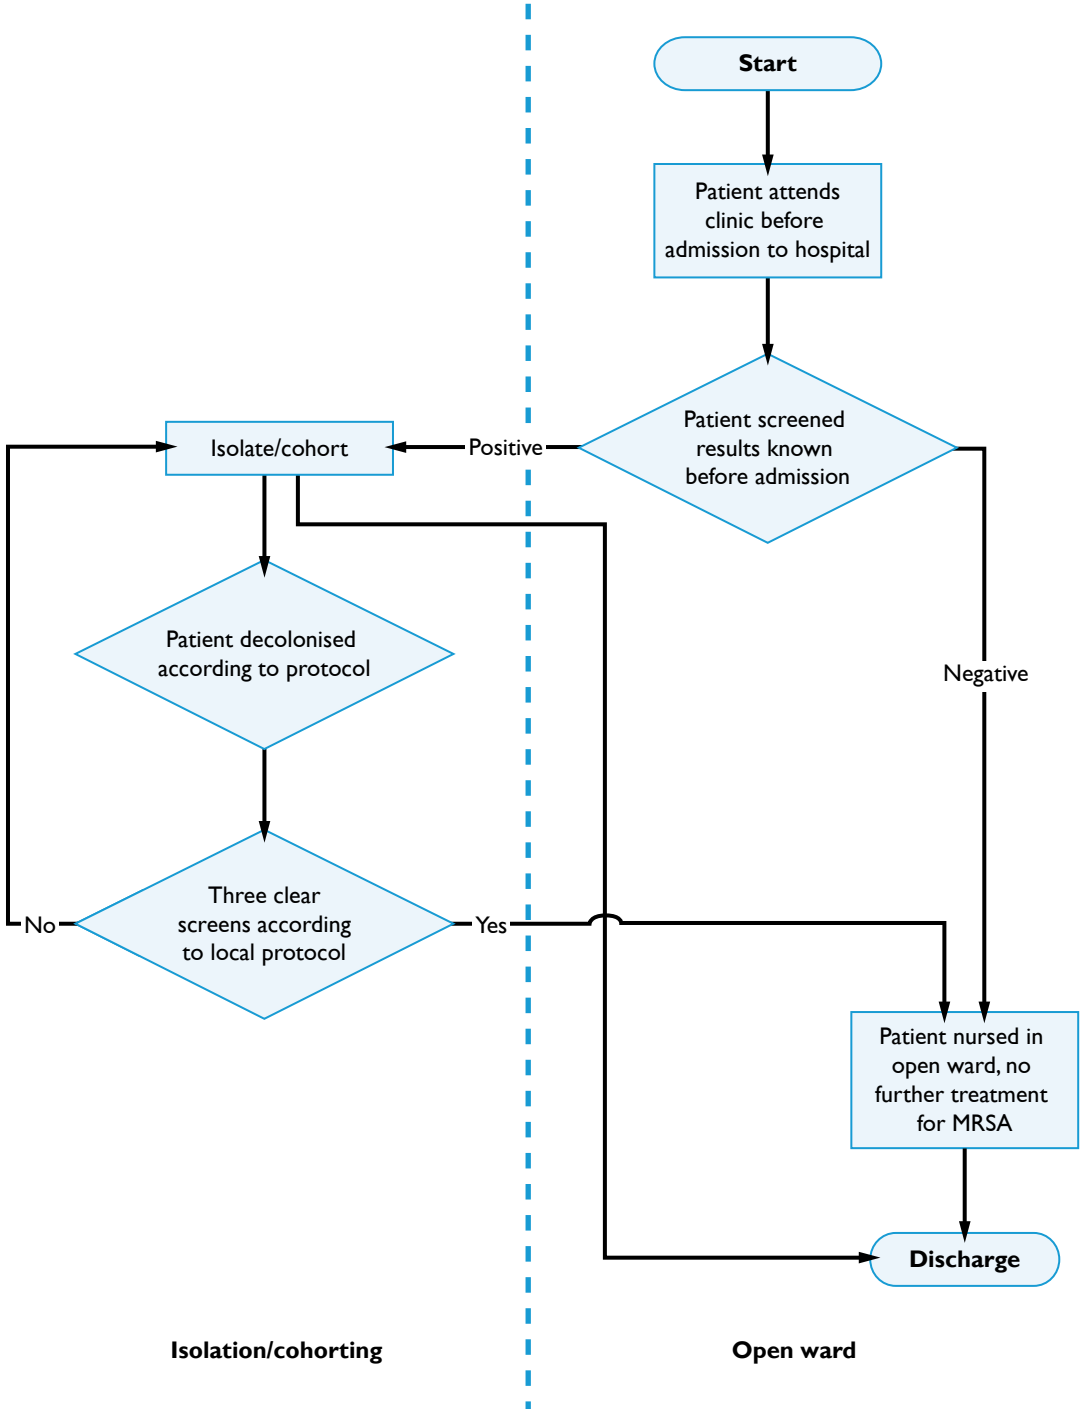 Start
Patient attends
clinic before
admission to hospital
Patient screened
results known
before admission
Positive
Isolate/cohort
Negative
Patient decolonised
according to protocol
Three clear
screens according
to local protocol
No
Yes
Patient nursed in
open ward, no
further treatment
for MRSA
Discharge
Isolation/cohorting
Open ward